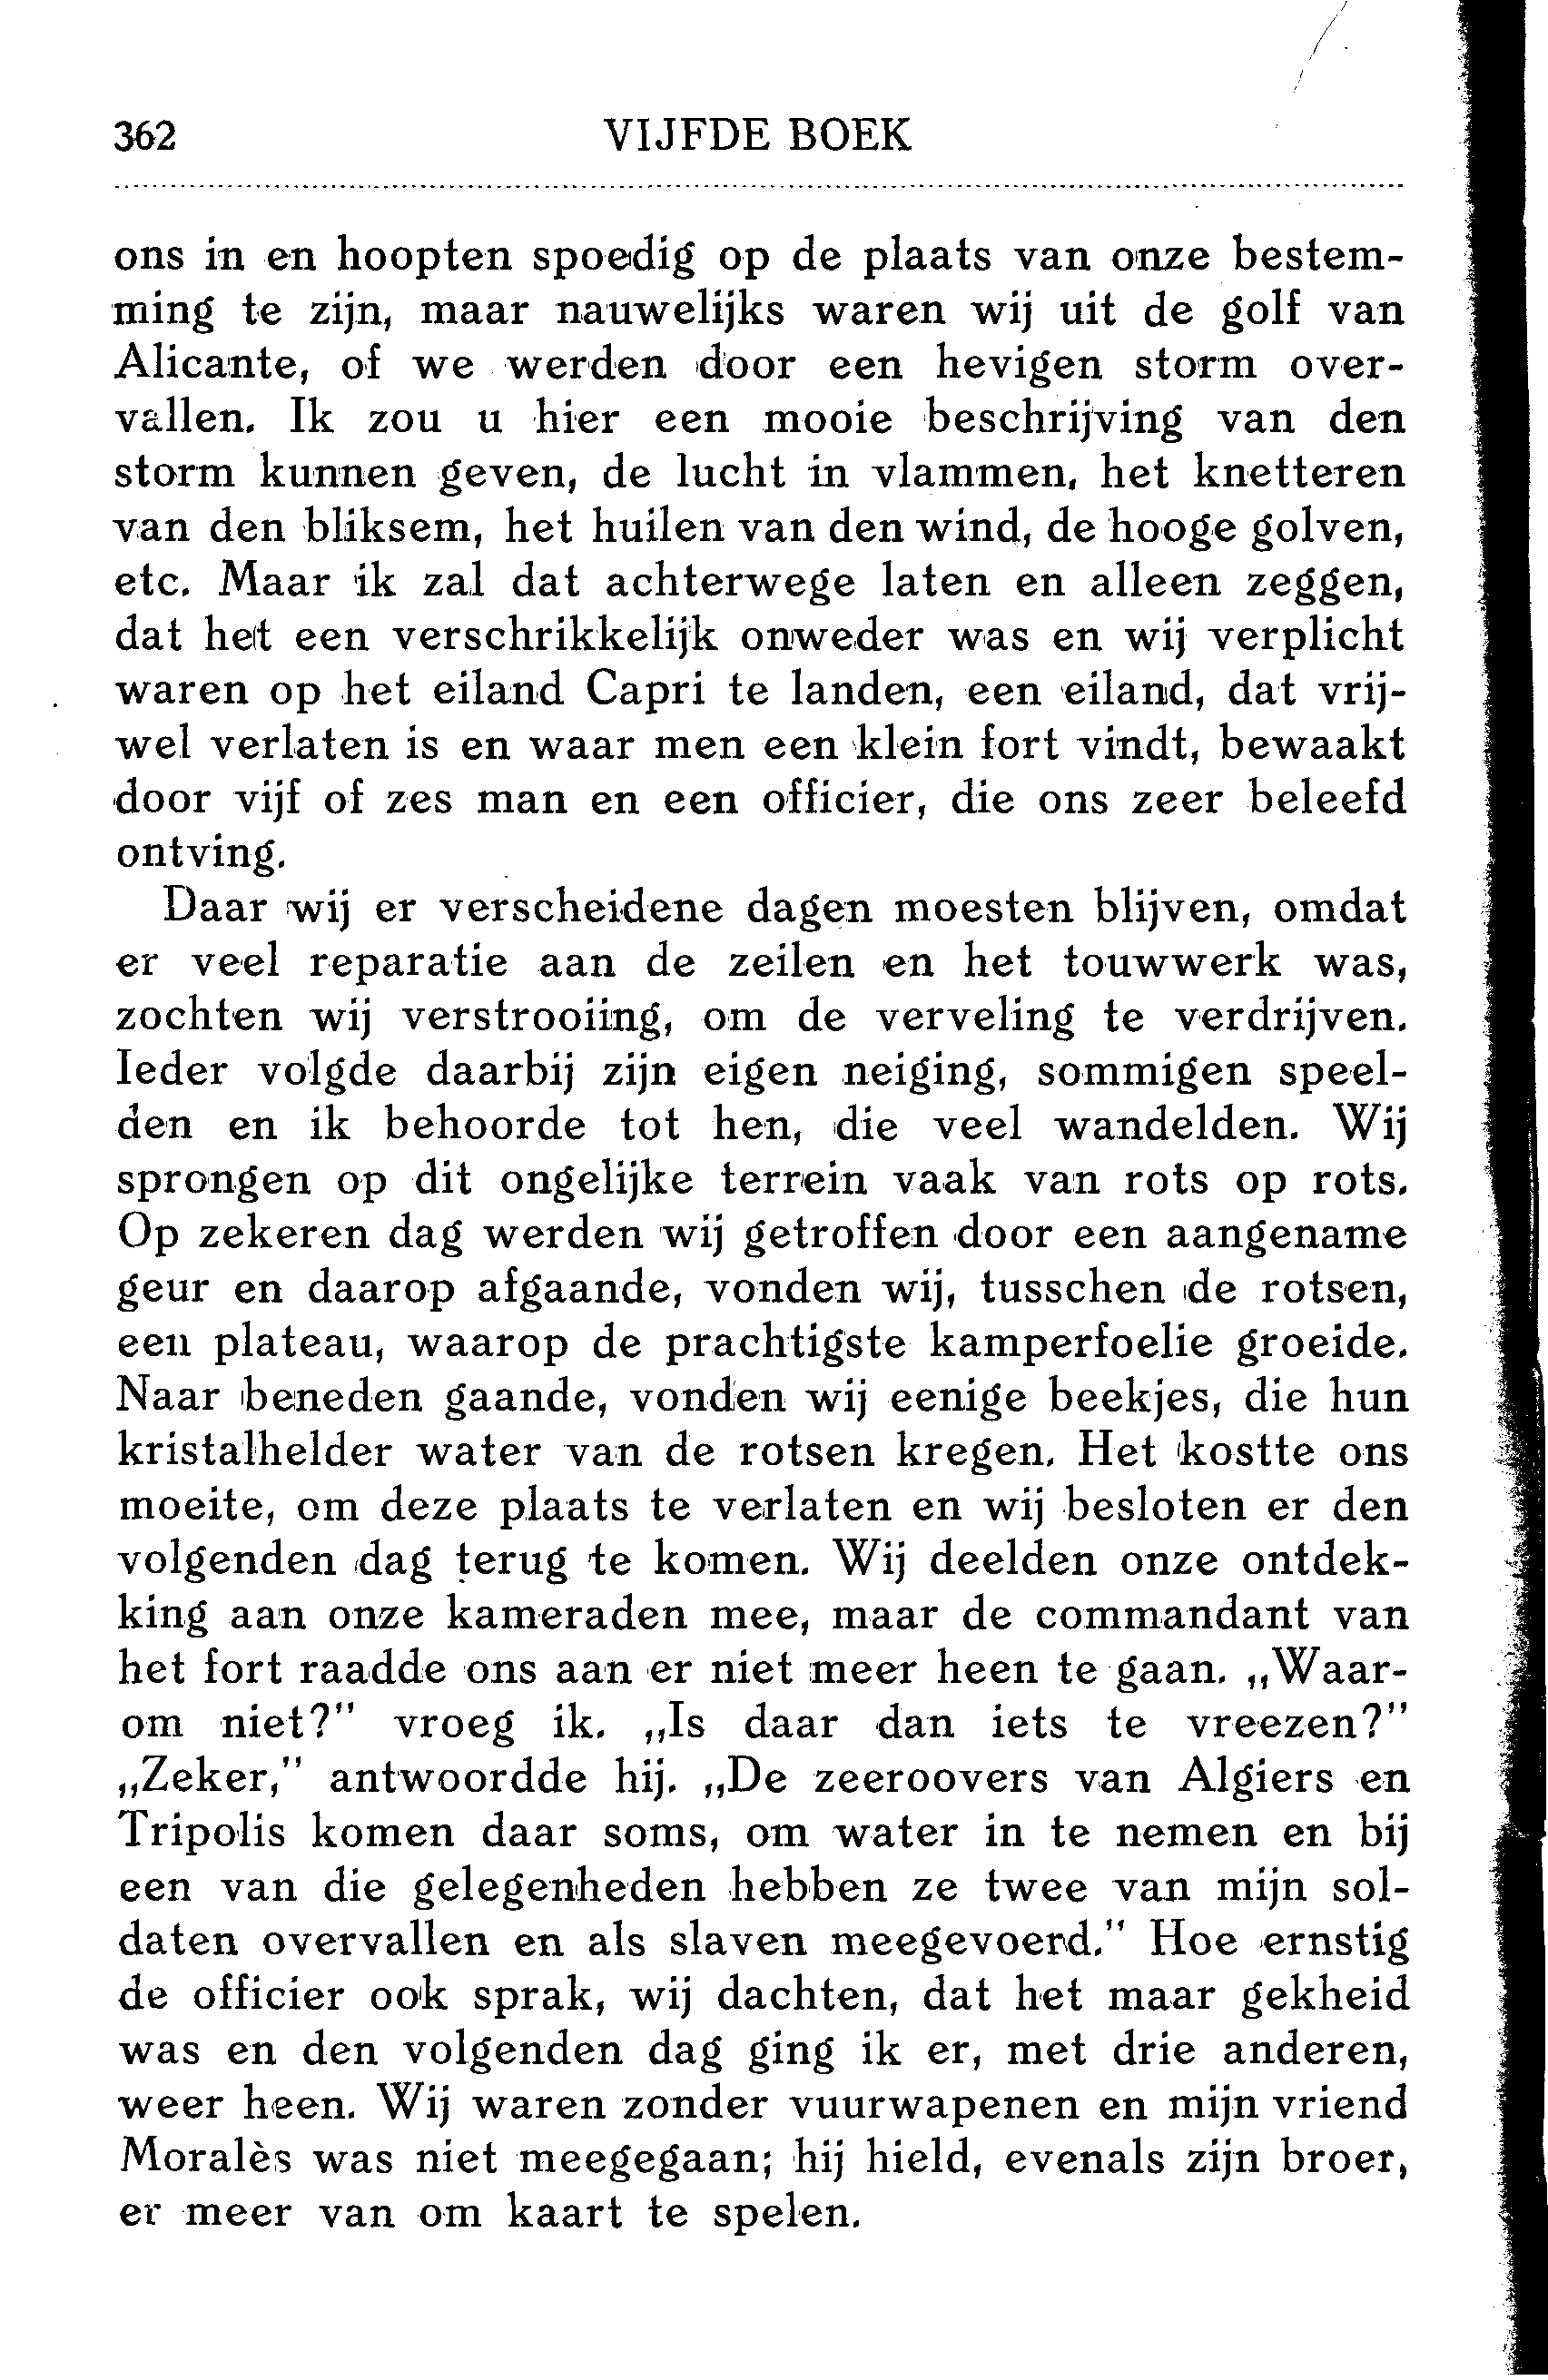 362 VIJFDE BOEK
ons in en hoopten spoedig op de plaats van onze bestem-
ming te zijn, maar nauwelijks waren wij uit de golf van
Alicante, of we werden door een hevigen storm over-
vallen. Ik zou u hier een mooie beschrijving van den
storm kunnen geven, de lucht in vlammen, het knetteren
van den bliksem, het huilen van den wind, de hooge golven,
etc. Maar ik zal dat achterwege laten en alleen zeggen,
dat het een verschrikkelijk onweder was en wij verplicht
waren op het eiland Capri te landen, een eiland, dat vrij-
wel verlaten is en waar men een klein fort vindt, bewaakt
door vijf of zes man en een officier, die ons zeer beleefd
ontving.
Daar wij er verscheidene dagen moesten blijven, omdat
er veel reparatie aan de zeilen en het touwwerk was,
zochten wij verstrooiing, om de verveling te verdrijven.
Ieder volgde daarbij zijn eigen neiging, sommigen speel-
den en ik behoorde tot hen, die veel wandelden. Wij
sprongen op dit ongelijke terrein vaak van rots op rots.
Op zekeren dag werden wij getroffen door een aangename
geur en daarop afgaande, vonden wij, tusschen de rotsen,
een plateau, waarop de prachtigste kamperfoelie groeide.
Naar beneden gaande, vonden wij eenige beekjes, die hun
kristalhelder water van de rotsen kregen. Het kostte ons
moeite, om deze plaats te verlaten en wij besloten er den
volgenden dag terug te komen. Wij deelden onze ontdek-
king aan onze kameraden mee, maar de commandant van
het fort raadde ons aan er niet meer heen te gaan. „Waar-
om niet?" vroeg ik. „Is daar dan iets te vreezen?"
„Zeker," antwoordde hij. „De zeeroovers van Algiers en
Tripolis komen daar soms, om water in te nemen en bij
een van die gelegenheden hebben ze twee van mijn sol-
daten overvallen en als slaven meegevoerd." Hoe ernstig
de officier ook sprak, wij dachten, dat het maar gekheid
was en den volgenden dag ging ik er, met drie anderen,
weer heen. Wij waren zonder vuurwapenen en mijn vriend
Moralès was niet meegegaan; hij hield, evenals zijn broer,
er meer van om kaart te spelen.